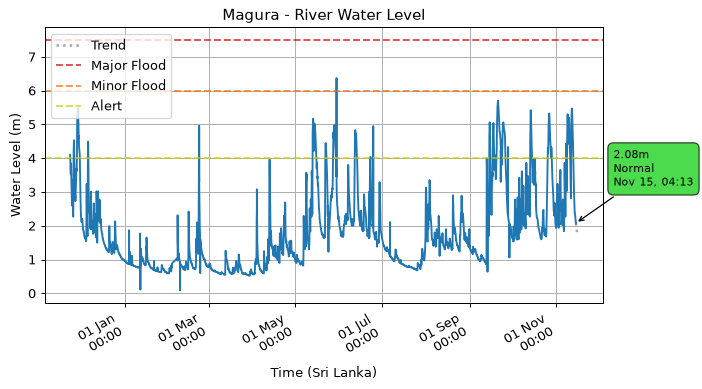 Magura - River Water Level
Trend
Major Flood
Minor Flood
Alert
7
6
5
4
3
2
1
0
Water Level (m)
2.08m
Normal
Nov 15, 04:13
01 Jan
00:00
01 Mar
00:00
01 May
00:00
01 Jul
00:00
01 Sep
00:00
01 Nov
00:00
Time (Sri Lanka)